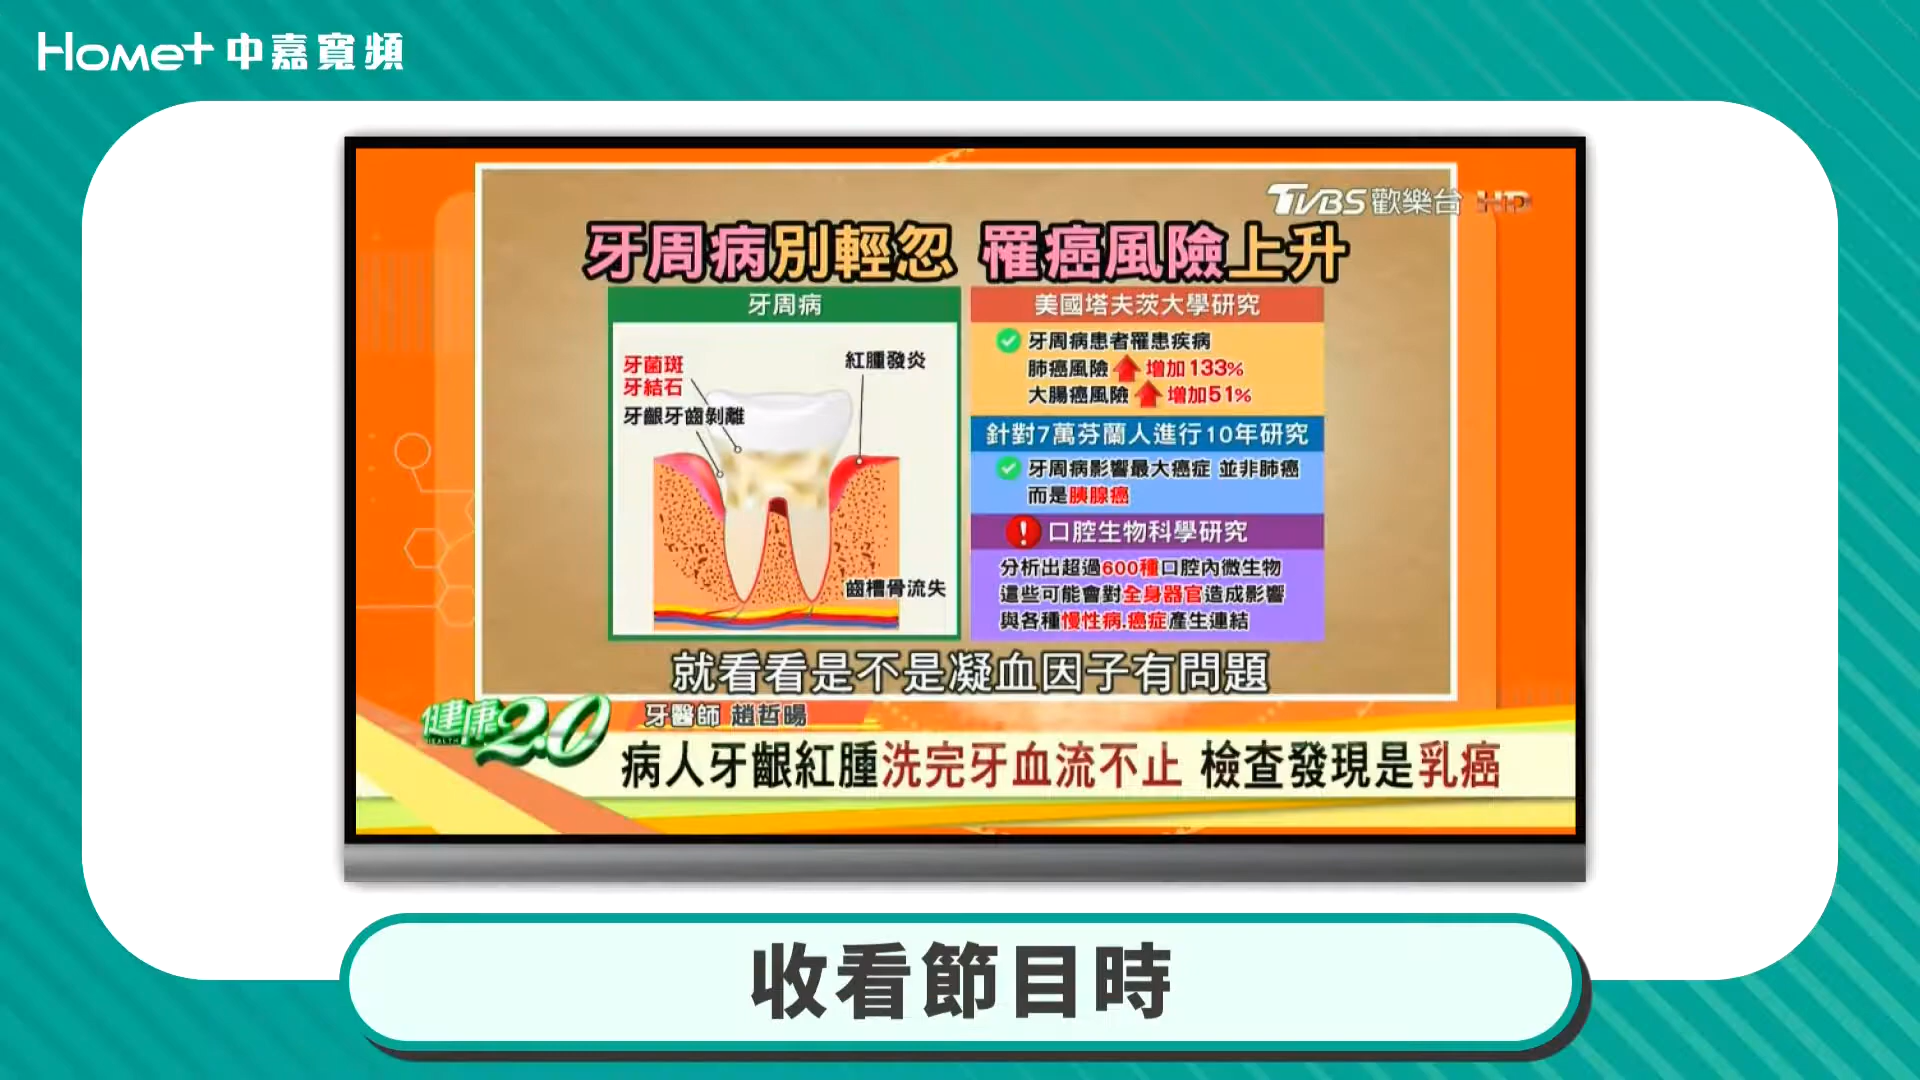 Home+中嘉寬頻
TVBS歡樂台 HD
牙周病別輕忽 罹癌風險上升
牙周病
牙菌斑
牙結石
牙齦牙齒剝離
紅腫發炎
齒槽骨流失
美國塔夫茨大學研究
牙周病患者罹患疾病
肺癌風險 增加133%
大腸癌風險 增加51%
針對7萬芬蘭人進行10年研究
牙周病影響最大癌症 並非肺癌
而是胰腺癌
口腔生物科學研究
分析出超過600種口腔內微生物
這些可能會對全身器官造成影響
與各種慢性病.癌症產生連結
就看看是不是凝血因子有問題
健康2.0
HEALTH
牙醫師 趙哲暘
病人牙齦紅腫洗完牙血流不止 檢查發現是乳癌
收看節目時